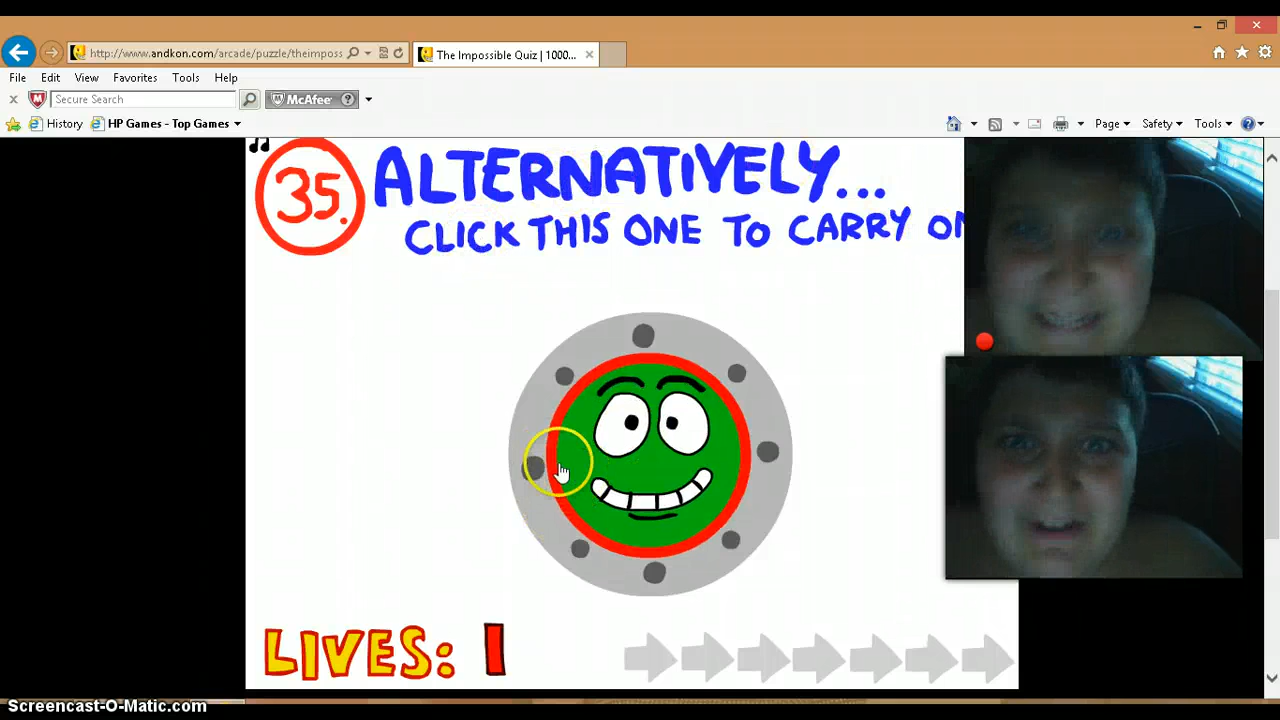 http://www.andkon.com/arcade/puzzle/theimposs
The Impossible Quiz | 1000...
File Edit View Favorites Tools Help
Secure Search
McAfee
History HP Games - Top Games
Page Safety Tools
35. ALTERNATIVELY...
CLICK THIS ONE TO CARRY ON
LIVES: 1
Screencast-O-Matic.com